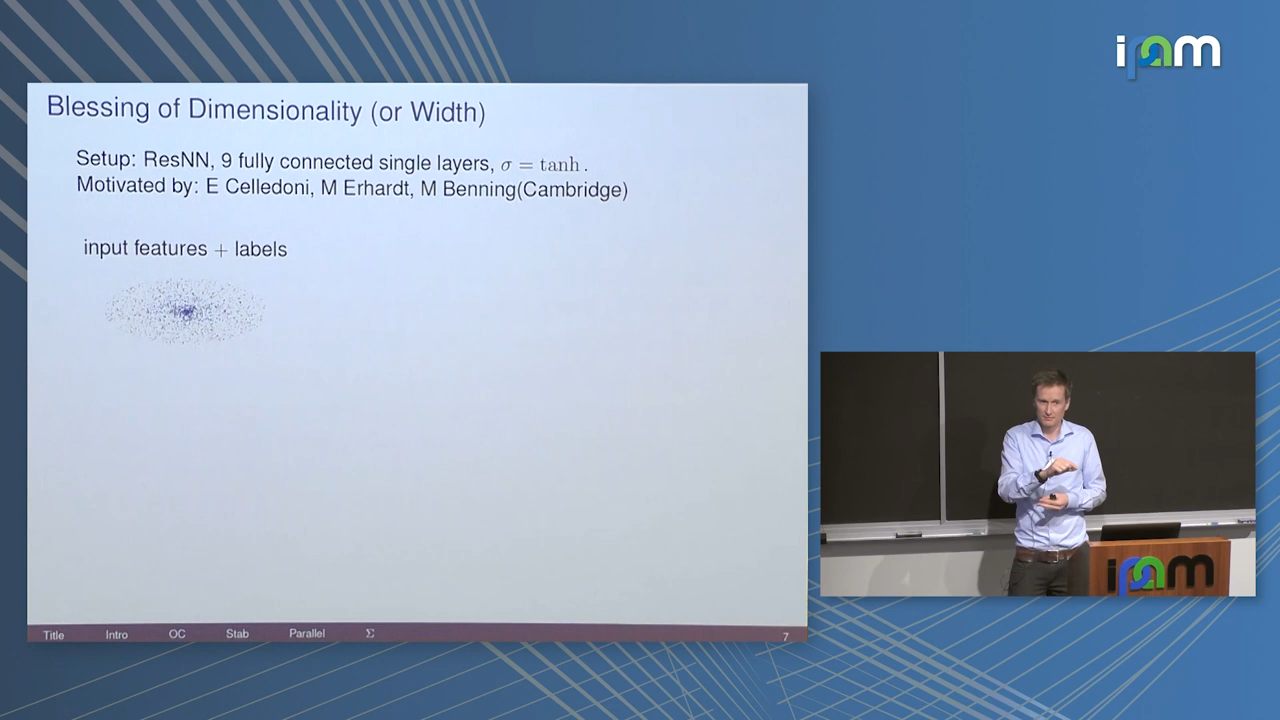 ipam
Blessing of Dimensionality (or Width)
Setup: ResNN, 9 fully connected single layers, σ = tanh .
Motivated by: E Celledoni, M Erhardt, M Benning(Cambridge)
input features + labels
ipam
Title Intro OC Stab Parallel Σ 7